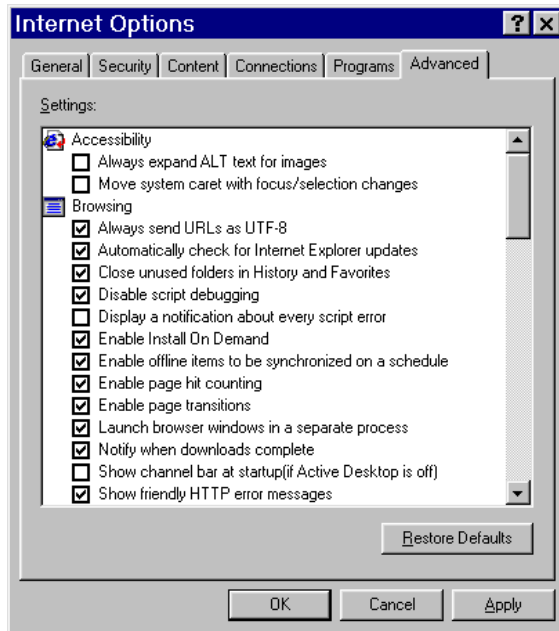 Internet Options
General Security Content Connections Programs Advanced
Settings:
Accessibility
Always expand ALT text for images
Move system caret with focus/selection changes
Browsing
Always send URLs as UTF-8
Automatically check for Internet Explorer updates
Close unused folders in History and Favorites
Disable script debugging
Display a notification about every script error
Enable Install On Demand
Enable offline items to be synchronized on a schedule
Enable page hit counting
Enable page transitions
Launch browser windows in a separate process
Notify when downloads complete
Show channel bar at startup(if Active Desktop is off)
Show friendly HTTP error messages
Restore Defaults
OK Cancel Apply